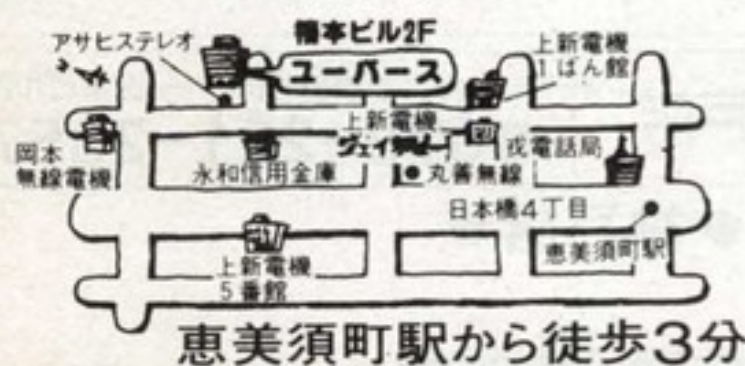 アサヒステレオ
橋本ビル2F
ユーバース
上新電機
1ばん館
岡本
無線電機
永和信用金庫
上新電機
丸善無線
戎電話局
日本橋4丁目
恵美須町駅
上新電機
5番館
恵美須町駅から徒歩3分